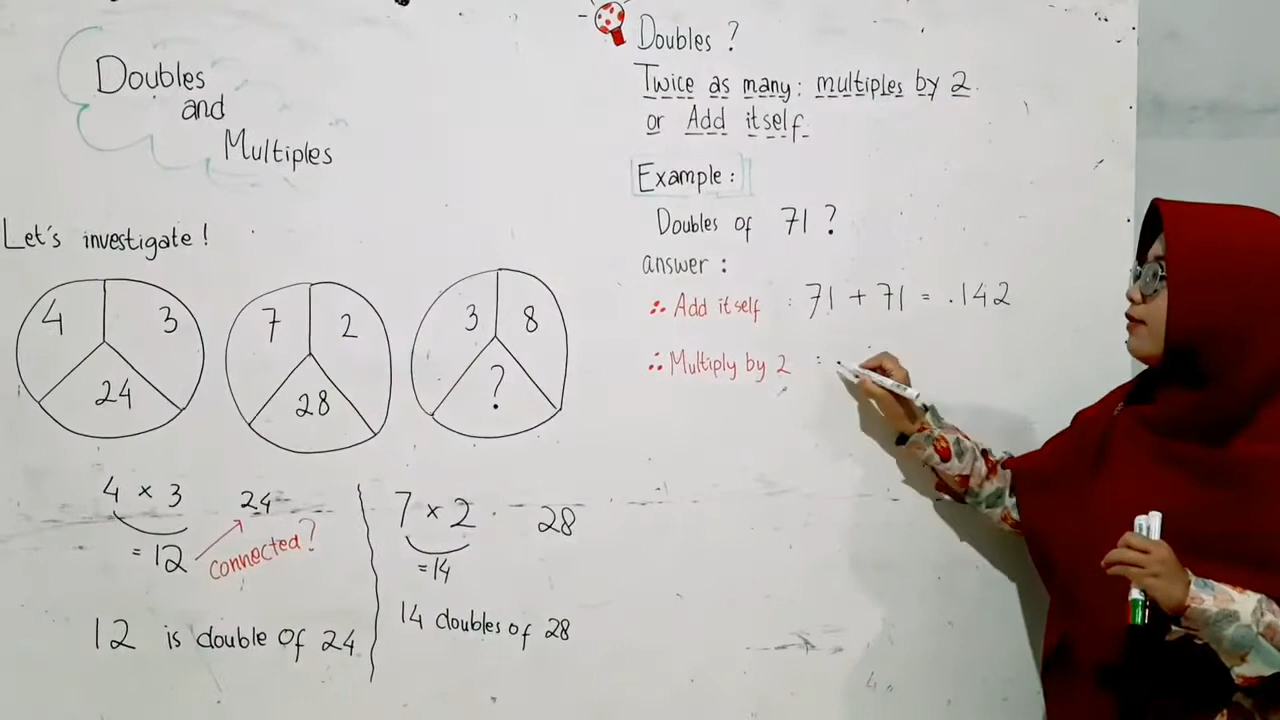 Doubles
and
Multiples
Let's investigate!
4 3
24
7 2
28
3 8
?
4 × 3 24
= 12 connected?
12 is double of 24
7 × 2 28
= 14
14 doubles of 28
Doubles ?
Twice as many: multiples by 2
or Add itself
Example:
Doubles of 71?
answer:
∴ Add itself : 71 + 71 = .142
∴ Multiply by 2 :